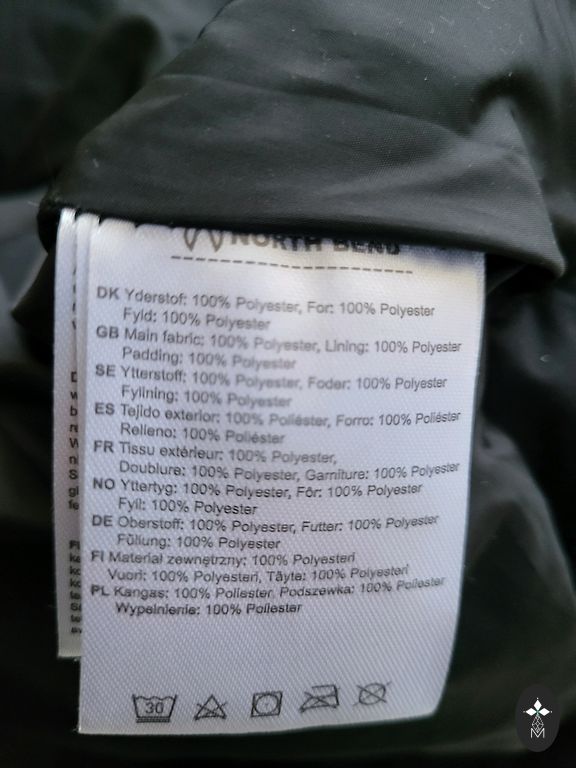 NORTH BEND
DK Yderstof: 100% Polyester, For: 100% Polyester
Fyld: 100% Polyester
GB Main fabric: 100% Polyester, Lining: 100% Polyester
Padding: 100% Polyester
SE Ytterstoff: 100% Polyester, Foder: 100% Polyester
Fyllning: 100% Polyester
ES Tejido exterior: 100% Poliéster, Forro: 100% Poliéster
Relleno: 100% Poliéster
FR Tissu extérieur: 100% Polyester,
Doublure: 100% Polyester, Garniture: 100% Polyester
NO Yttertyg: 100% Polyester, Fôr: 100% Polyester
Fyll: 100% Polyester
DE Oberstoff: 100% Polyester, Futter: 100% Polyester
Füllung: 100% Polyester
FI Materiał zewnętrzny: 100% Polyesteri
Vuori: 100% Polyesteri, Täyte: 100% Polyesteri
PL Kangas: 100% Poliester, Podszewka: 100% Poliester
Wypełnienie: 100% Poliester
30
M